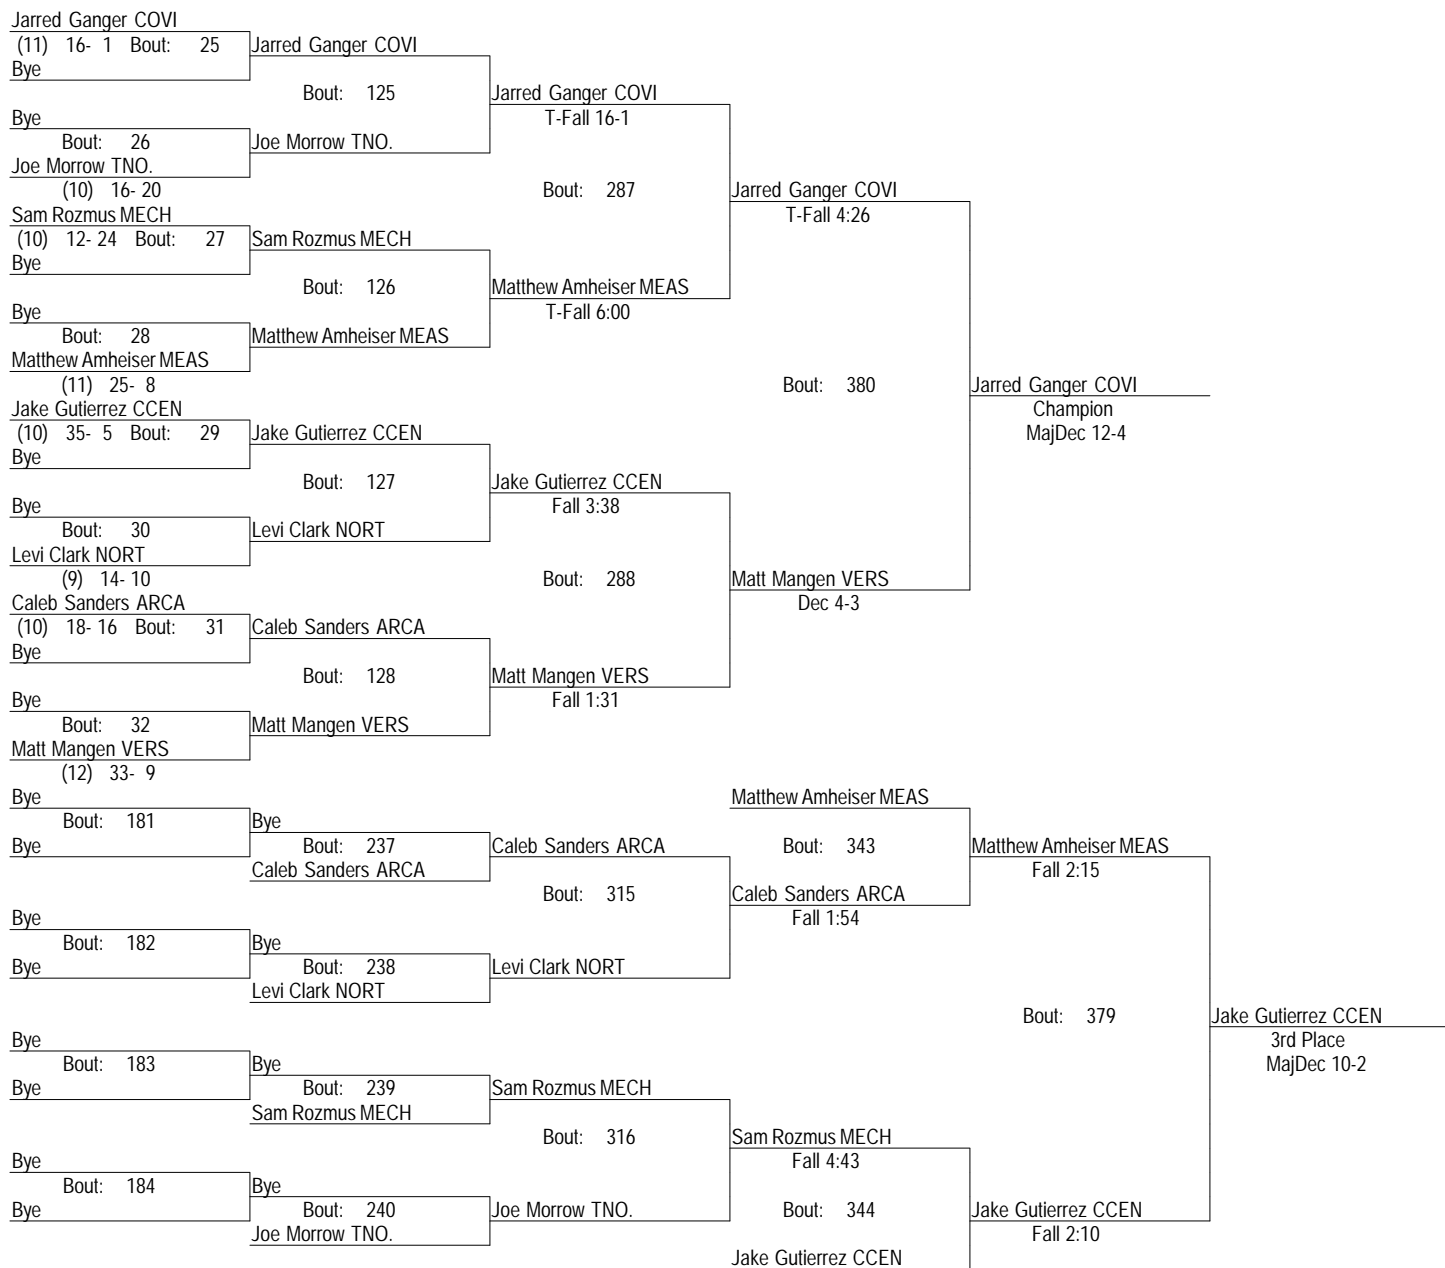 Jarred Ganger COVI
(11) 16- 1 Bout: 25 Jarred Ganger COVI
Bye
Bout: 125 Jarred Ganger COVI
Bye T-Fall 16-1
Bout: 26 Joe Morrow TNO.
Joe Morrow TNO.
(10) 16- 20 Bout: 287 Jarred Ganger COVI
Sam Rozmus MECH T-Fall 4:26
(10) 12- 24 Bout: 27 Sam Rozmus MECH
Bye
Bout: 126 Matthew Amheiser MEAS
Bye T-Fall 6:00
Bout: 28 Matthew Amheiser MEAS
Matthew Amheiser MEAS
(11) 25- 8 Bout: 380 Jarred Ganger COVI
Jake Gutierrez CCEN Champion
(10) 35- 5 Bout: 29 Jake Gutierrez CCEN MajDec 12-4
Bye
Bout: 127 Jake Gutierrez CCEN
Bye Fall 3:38
Bout: 30 Levi Clark NORT
Levi Clark NORT
(9) 14- 10 Bout: 288 Matt Mangen VERS
Caleb Sanders ARCA Dec 4-3
(10) 18- 16 Bout: 31 Caleb Sanders ARCA
Bye
Bout: 128 Matt Mangen VERS
Bye Fall 1:31
Bout: 32 Matt Mangen VERS
Matt Mangen VERS
(12) 33- 9
Bye Matthew Amheiser MEAS
Bout: 181 Bye
Bye Bout: 237 Caleb Sanders ARCA Bout: 343 Matthew Amheiser MEAS
Caleb Sanders ARCA Fall 2:15
Bout: 315 Caleb Sanders ARCA
Bye Fall 1:54
Bout: 182 Bye
Bye Bout: 238 Levi Clark NORT
Levi Clark NORT
Bout: 379 Jake Gutierrez CCEN
Bye 3rd Place
Bout: 183 Bye MajDec 10-2
Bye Bout: 239 Sam Rozmus MECH
Sam Rozmus MECH
Bout: 316 Sam Rozmus MECH
Bye Fall 4:43
Bout: 184 Bye
Bye Bout: 240 Joe Morrow TNO. Bout: 344 Jake Gutierrez CCEN
Joe Morrow TNO. Fall 2:10
Jake Gutierrez CCEN